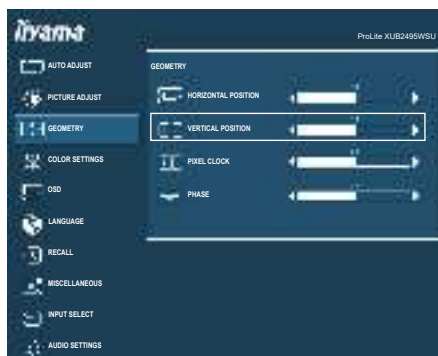 iiyama
ProLite XUB2495WSU
AUTO ADJUST
PICTURE ADJUST
GEOMETRY
COLOR SETTINGS
OSD
LANGUAGE
RECALL
MISCELLANEOUS
INPUT SELECT
AUDIO SETTINGS
GEOMETRY
HORIZONTAL POSITION
VERTICAL POSITION
PIXEL CLOCK
PHASE